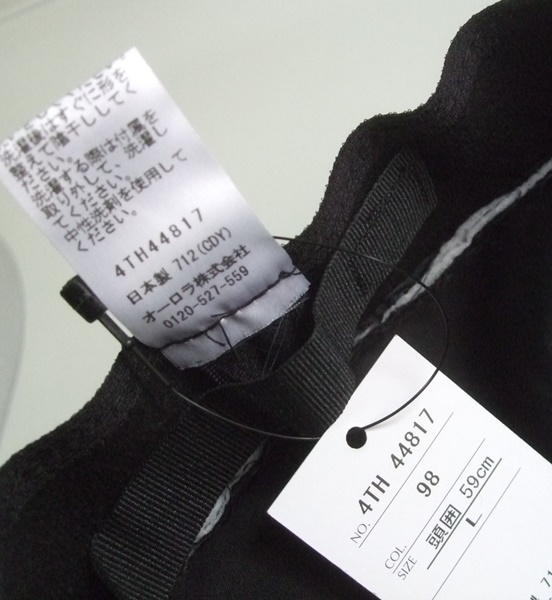 洗濯後はすぐに形を
整えて陰干ししてく
ださい。
洗濯する際は付濯を
取り外して、洗濯し
てください。
中性洗剤を使用して
ください。
4TH44817
日本製 712(CDY)
オーロラ株式会社
0120-527-559
NO. 4TH 44817
COL. 98
SIZE 頭囲 59cm
L
71